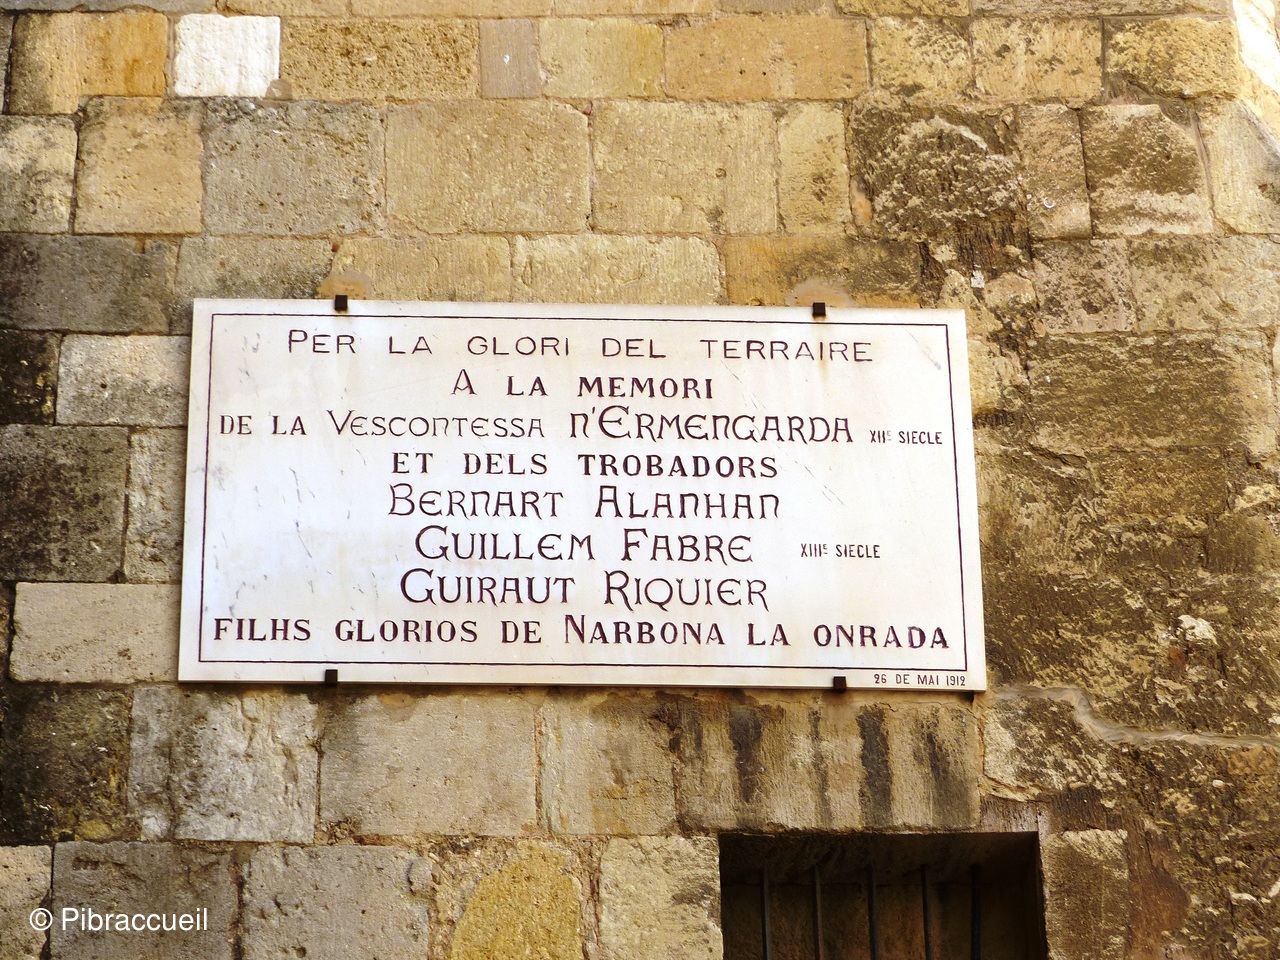 PER LA GLORI DEL TERRAIRE
A LA MEMORI
DE LA VESCONTESSA N'ERMENGARDA XIIE SIECLE
ET DELS TROBADORS
BERNART ALANHAN
GUILLEM FABRE XIIIE SIECLE
GUIRAUT RIQUIER
FILHS GLORIOS DE NARBONA LA ONRADA
26 DE MAI 1912
© Pibraccueil